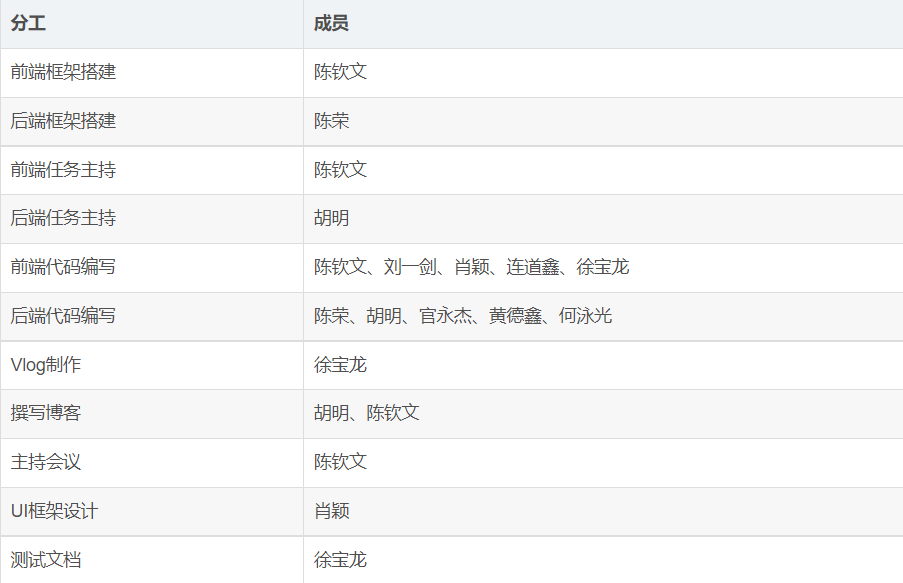 分工 成员
前端框架搭建 陈钦文
后端框架搭建 陈荣
前端任务主持 陈钦文
后端任务主持 胡明
前端代码编写 陈钦文、刘一剑、肖颖、连道鑫、徐宝龙
后端代码编写 陈荣、胡明、官永杰、黄德鑫、何泳光
Vlog制作 徐宝龙
撰写博客 胡明、陈钦文
主持会议 陈钦文
UI框架设计 肖颖
测试文档 徐宝龙